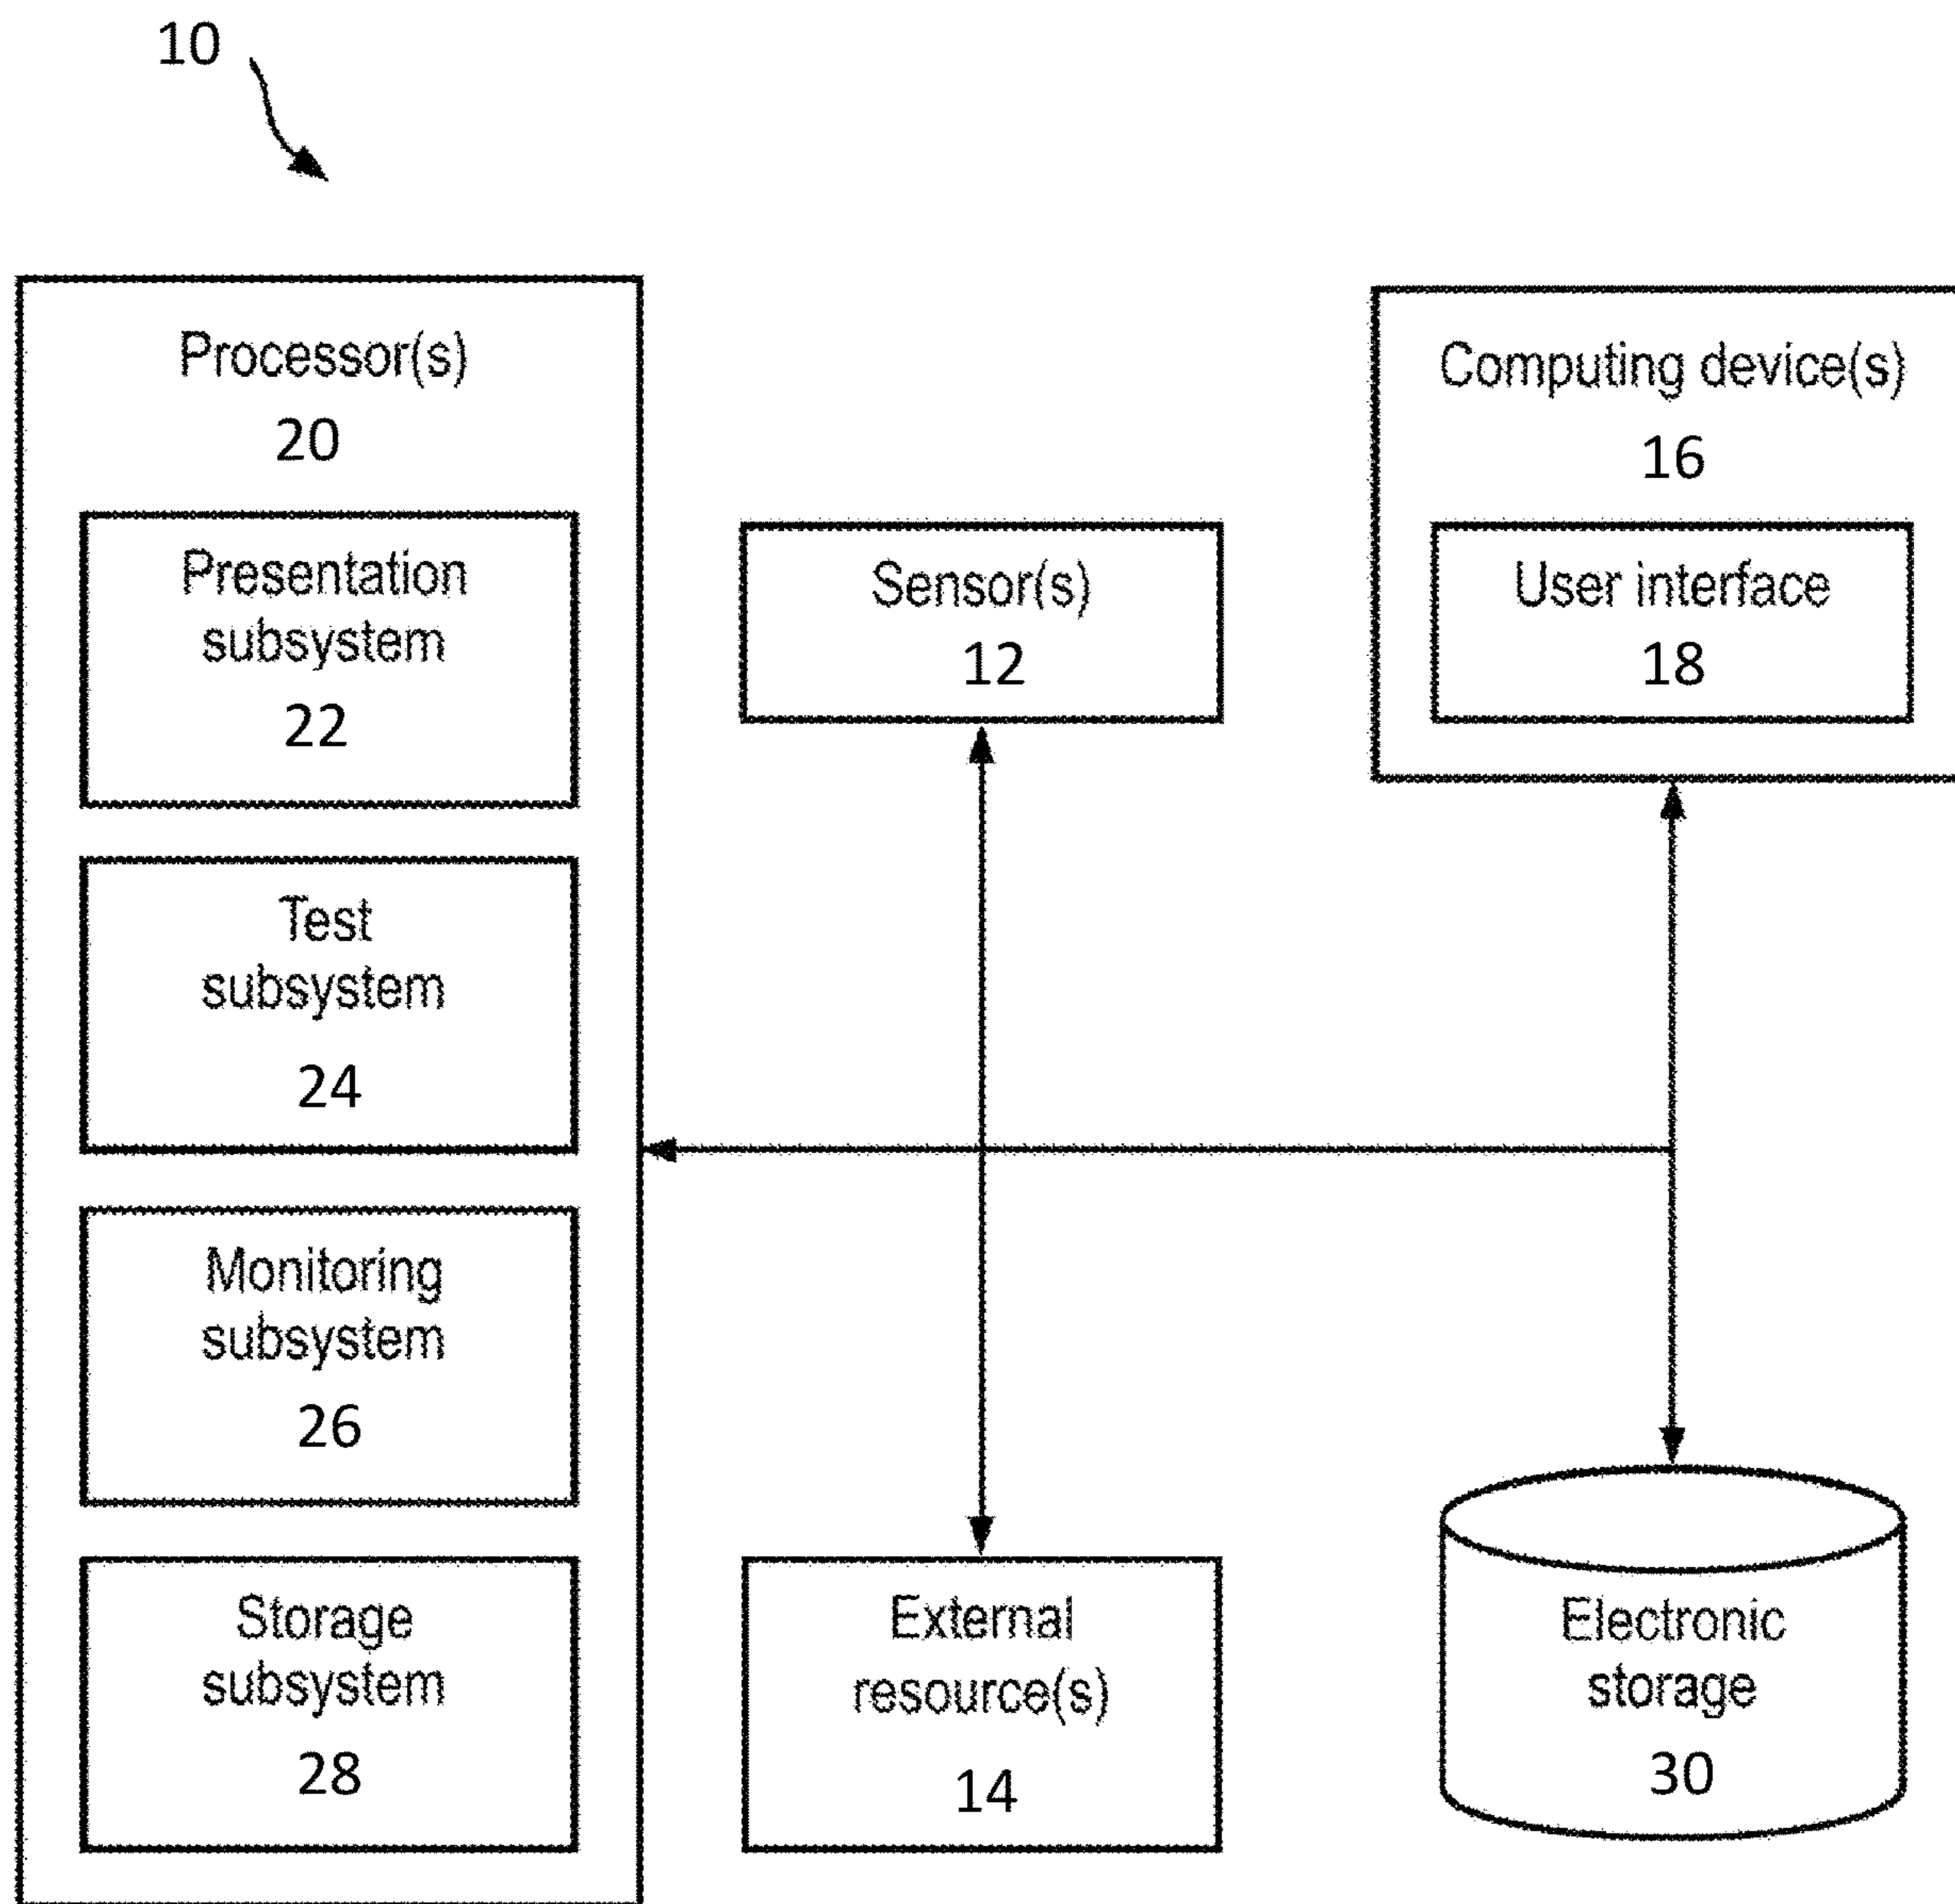 10
Processor(s)
20
Presentation
subsystem
22
Test
subsystem
24
Monitoring
subsystem
26
Storage
subsystem
28
Sensor(s)
12
External
resource(s)
14
Computing device(s)
16
User interface
18
Electronic
storage
30